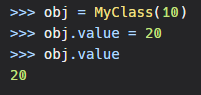 >>> obj = MyClass(10)
>>> obj.value = 20
>>> obj.value
20